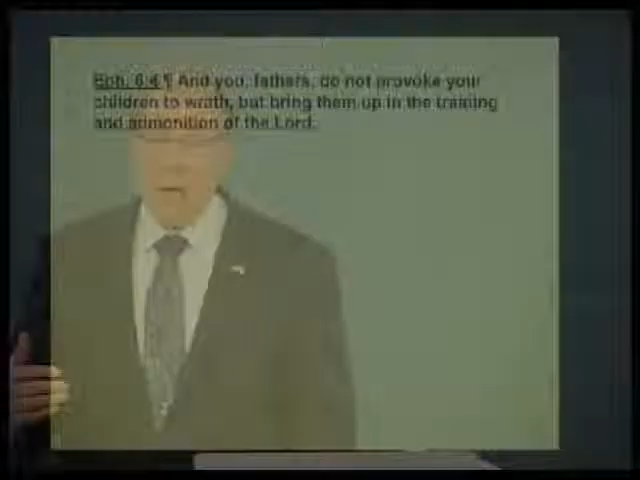 Eph. 6:4 ¶ And you, fathers, do not provoke your
children to wrath, but bring them up in the training
and admonition of the Lord.